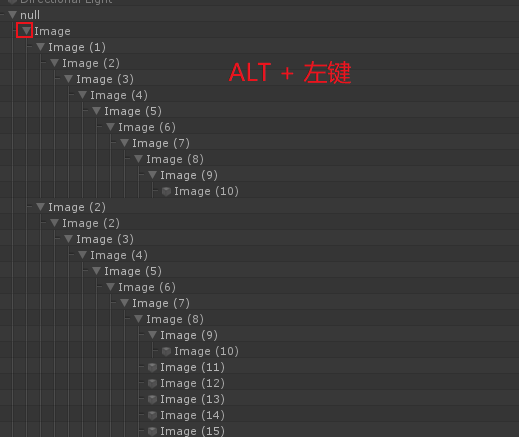 Directional Light
null
Image
Image (1)
Image (2)
ALT + 左键
Image (3)
Image (4)
Image (5)
Image (6)
Image (7)
Image (8)
Image (9)
Image (10)
Image (2)
Image (2)
Image (3)
Image (4)
Image (5)
Image (6)
Image (7)
Image (8)
Image (9)
Image (10)
Image (11)
Image (12)
Image (13)
Image (14)
Image (15)